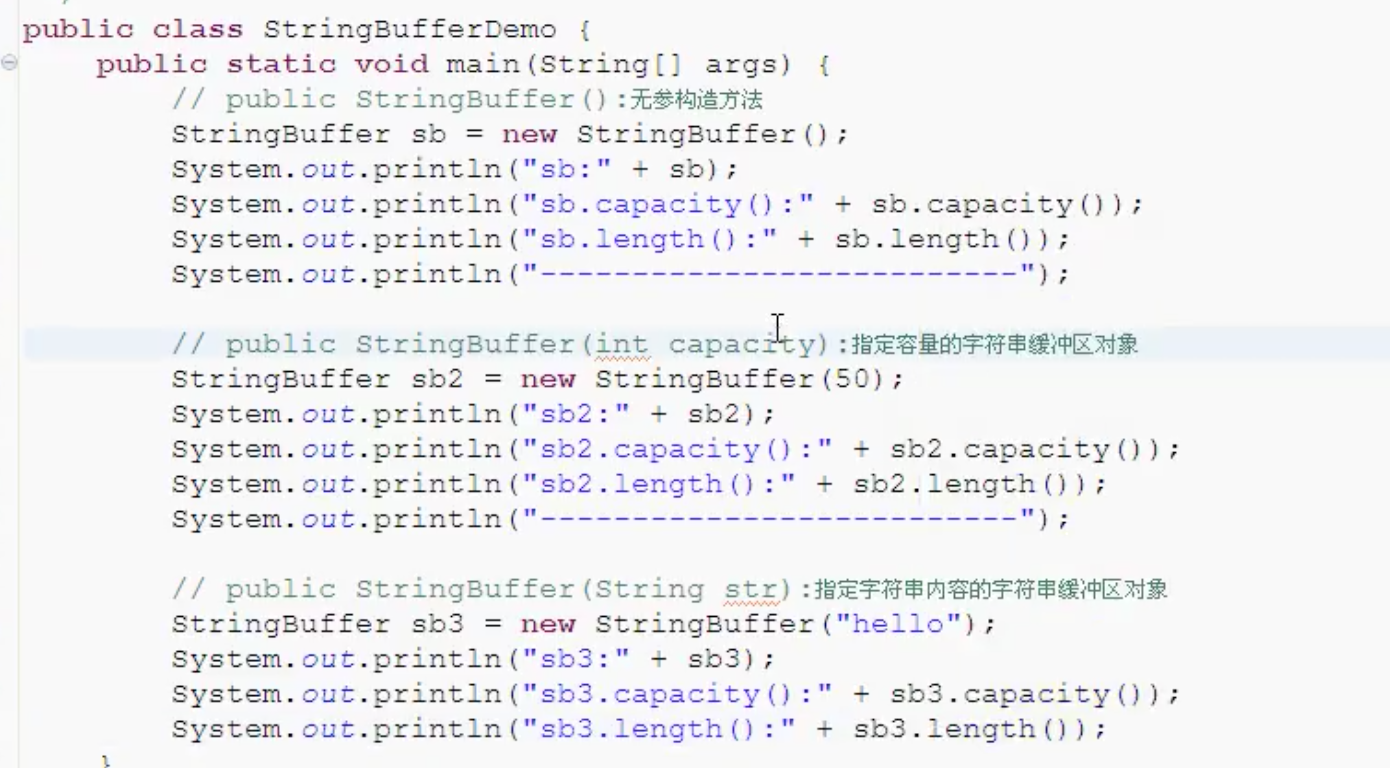 public class StringBufferDemo {
public static void main(String[] args) {
// public StringBuffer():无参构造方法
StringBuffer sb = new StringBuffer();
System.out.println("sb:" + sb);
System.out.println("sb.capacity():" + sb.capacity());
System.out.println("sb.length():" + sb.length());
System.out.println("--------------------------");
// public StringBuffer(int capacity):指定容量的字符串缓冲区对象
StringBuffer sb2 = new StringBuffer(50);
System.out.println("sb2:" + sb2);
System.out.println("sb2.capacity():" + sb2.capacity());
System.out.println("sb2.length():" + sb2.length());
System.out.println("--------------------------");
// public StringBuffer(String str):指定字符串内容的字符串缓冲区对象
StringBuffer sb3 = new StringBuffer("hello");
System.out.println("sb3:" + sb3);
System.out.println("sb3.capacity():" + sb3.capacity());
System.out.println("sb3.length():" + sb3.length());
}